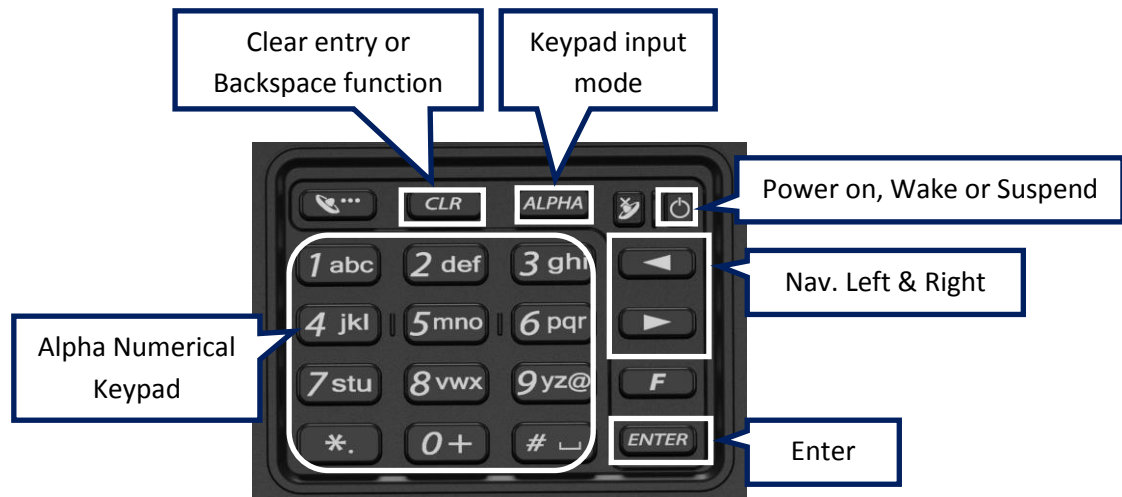 Clear entry or
Backspace function
Keypad input
mode
Power on, Wake or Suspend
CLR
ALPHA
1 abc
2 def
3 ghi
Nav. Left & Right
4 jkl
5 mno
6 pqr
Alpha Numerical
Keypad
7 stu
8 vwx
9 yz@
F
*.
0 +
# ␣
ENTER
Enter